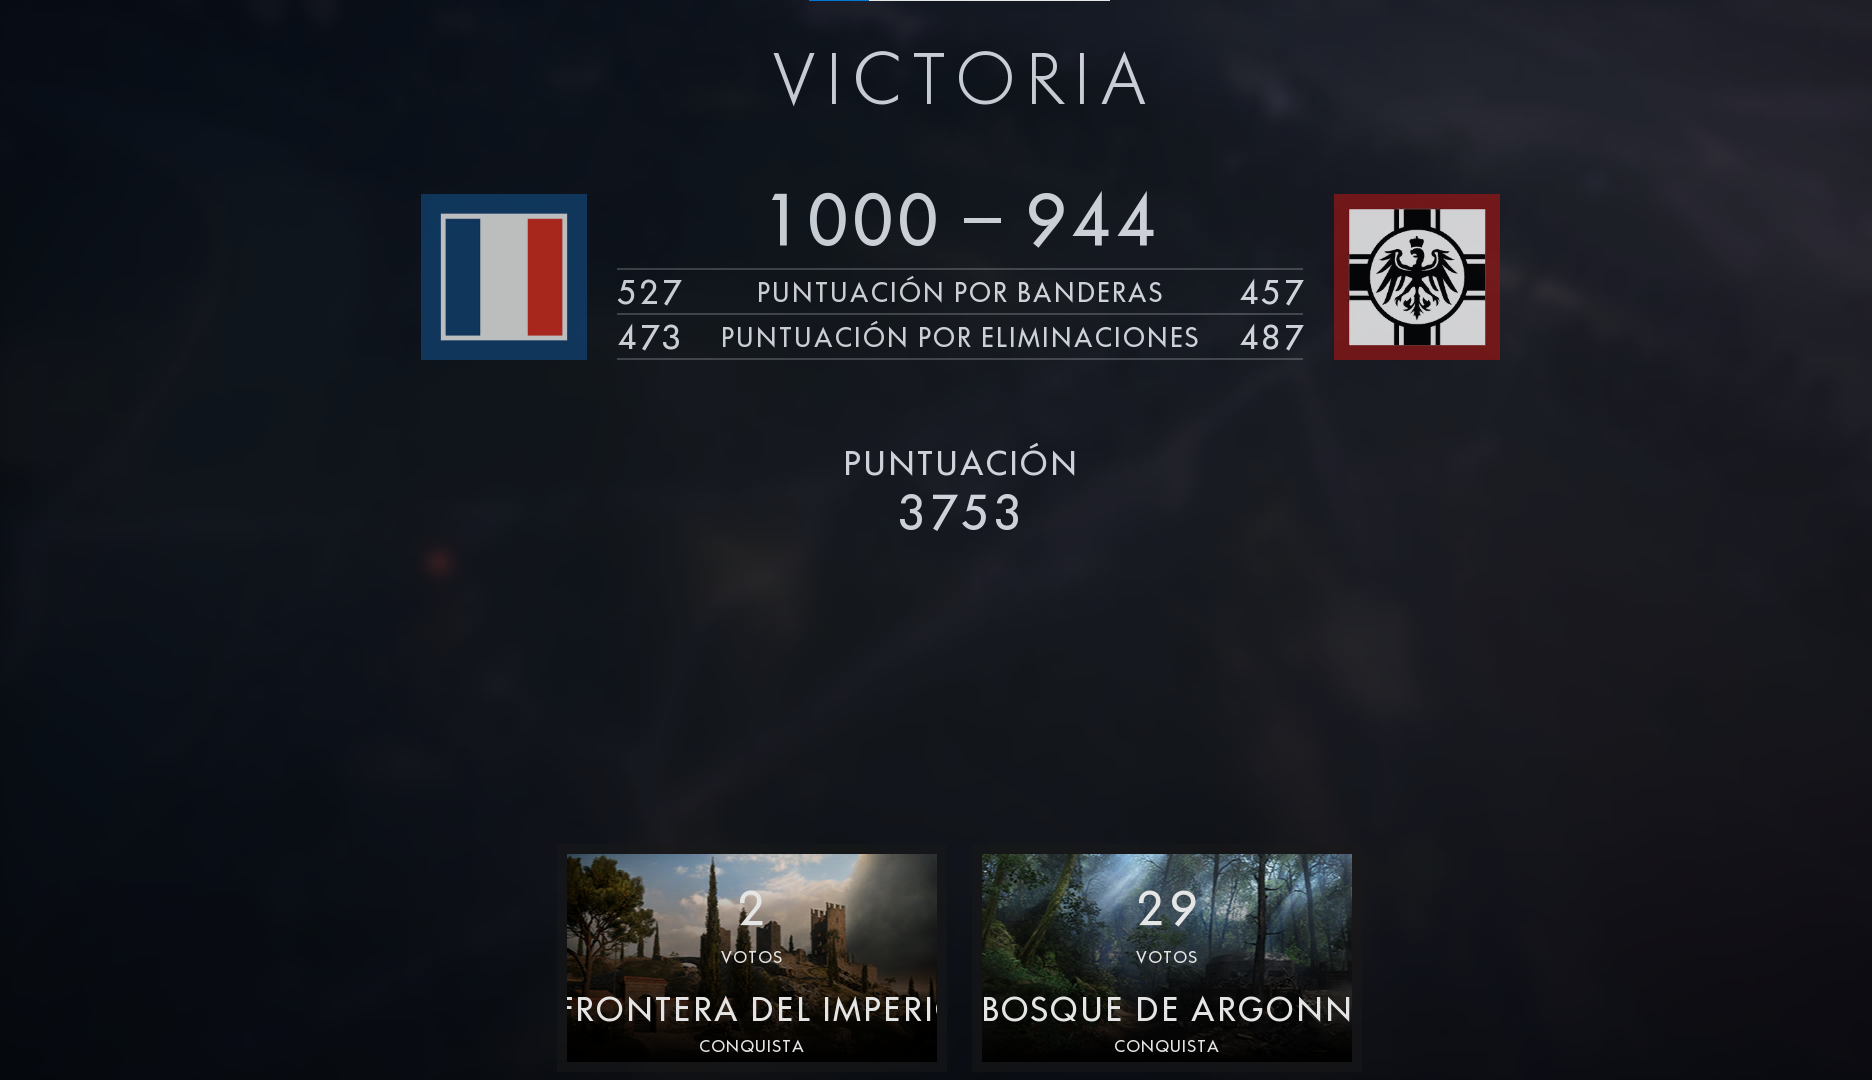 VICTORIA
1000 – 944
527 PUNTUACIÓN POR BANDERAS 457
473 PUNTUACIÓN POR ELIMINACIONES 487
PUNTUACIÓN
3753
2
VOTOS
FRONTERA DEL IMPERI
CONQUISTA
29
VOTOS
BOSQUE DE ARGONN
CONQUISTA